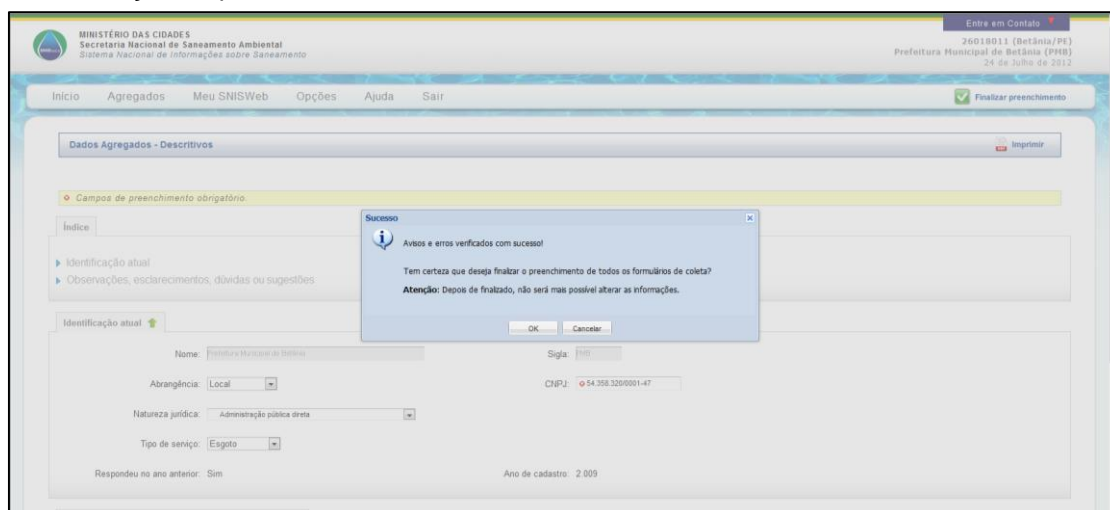 MINISTÉRIO DAS CIDADES
Secretaria Nacional de Saneamento Ambiental
Sistema Nacional de Informações sobre Saneamento
Entre em Contato
26018011 (Betânia/PE)
Prefeitura Municipal de Betânia (PMB)
24 de Julho de 2012
Início Agregados Meu SNISWeb Opções Ajuda Sair
Finalizar preenchimento
Dados Agregados - Descritivos
Imprimir
Campos de preenchimento obrigatório.
Índice
Identificação atual
Observações, esclarecimentos, dúvidas ou sugestões
Sucesso
Avisos e erros verificados com sucesso!
Tem certeza que deseja finalizar o preenchimento de todos os formulários de coleta?
Atenção: Depois de finalizado, não será mais possível alterar as informações.
OK Cancelar
Identificação atual
Nome: Prefeitura Municipal de Betânia Sigla: PMB
Abrangência: Local CNPJ: 54.358.320/0001-47
Natureza jurídica: Administração pública direta
Tipo de serviço: Esgoto
Respondeu no ano anterior: Sim Ano de cadastro: 2.009